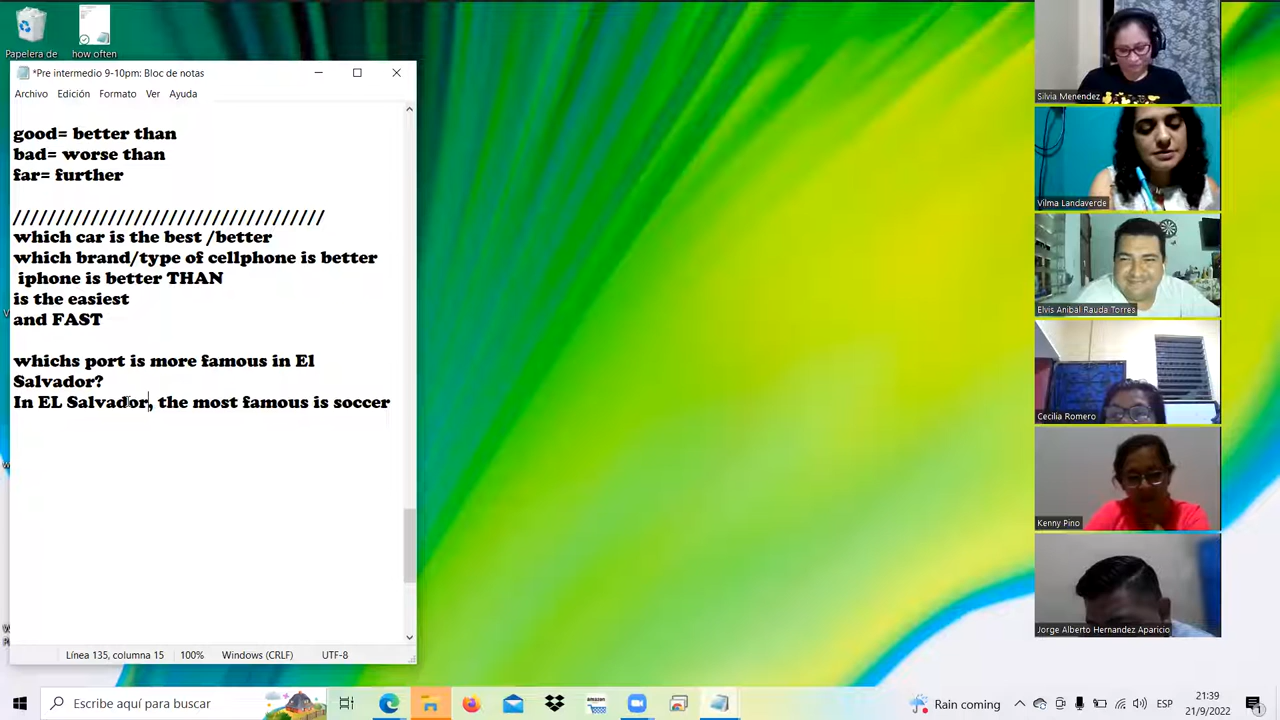 Papelera de
how often
*Pre intermedio 9-10pm: Bloc de notas
Archivo Edición Formato Ver Ayuda
good= better than
bad= worse than
far= further
///////////////////////////////////
which car is the best /better
which brand/type of cellphone is better
iphone is better THAN
is the easiest
and FAST
whichs port is more famous in El
Salvador?
In EL Salvador, the most famous is soccer
Línea 135, columna 15 100% Windows (CRLF) UTF-8
Silvia Menendez
Vilma Landaverde
Elvis Anibal Rauda Torres
Cecilia Romero
Kenny Pino
Jorge Alberto Hernandez Aparicio
Escribe aquí para buscar
amazon
Rain coming
ESP
21:39
21/9/2022
1